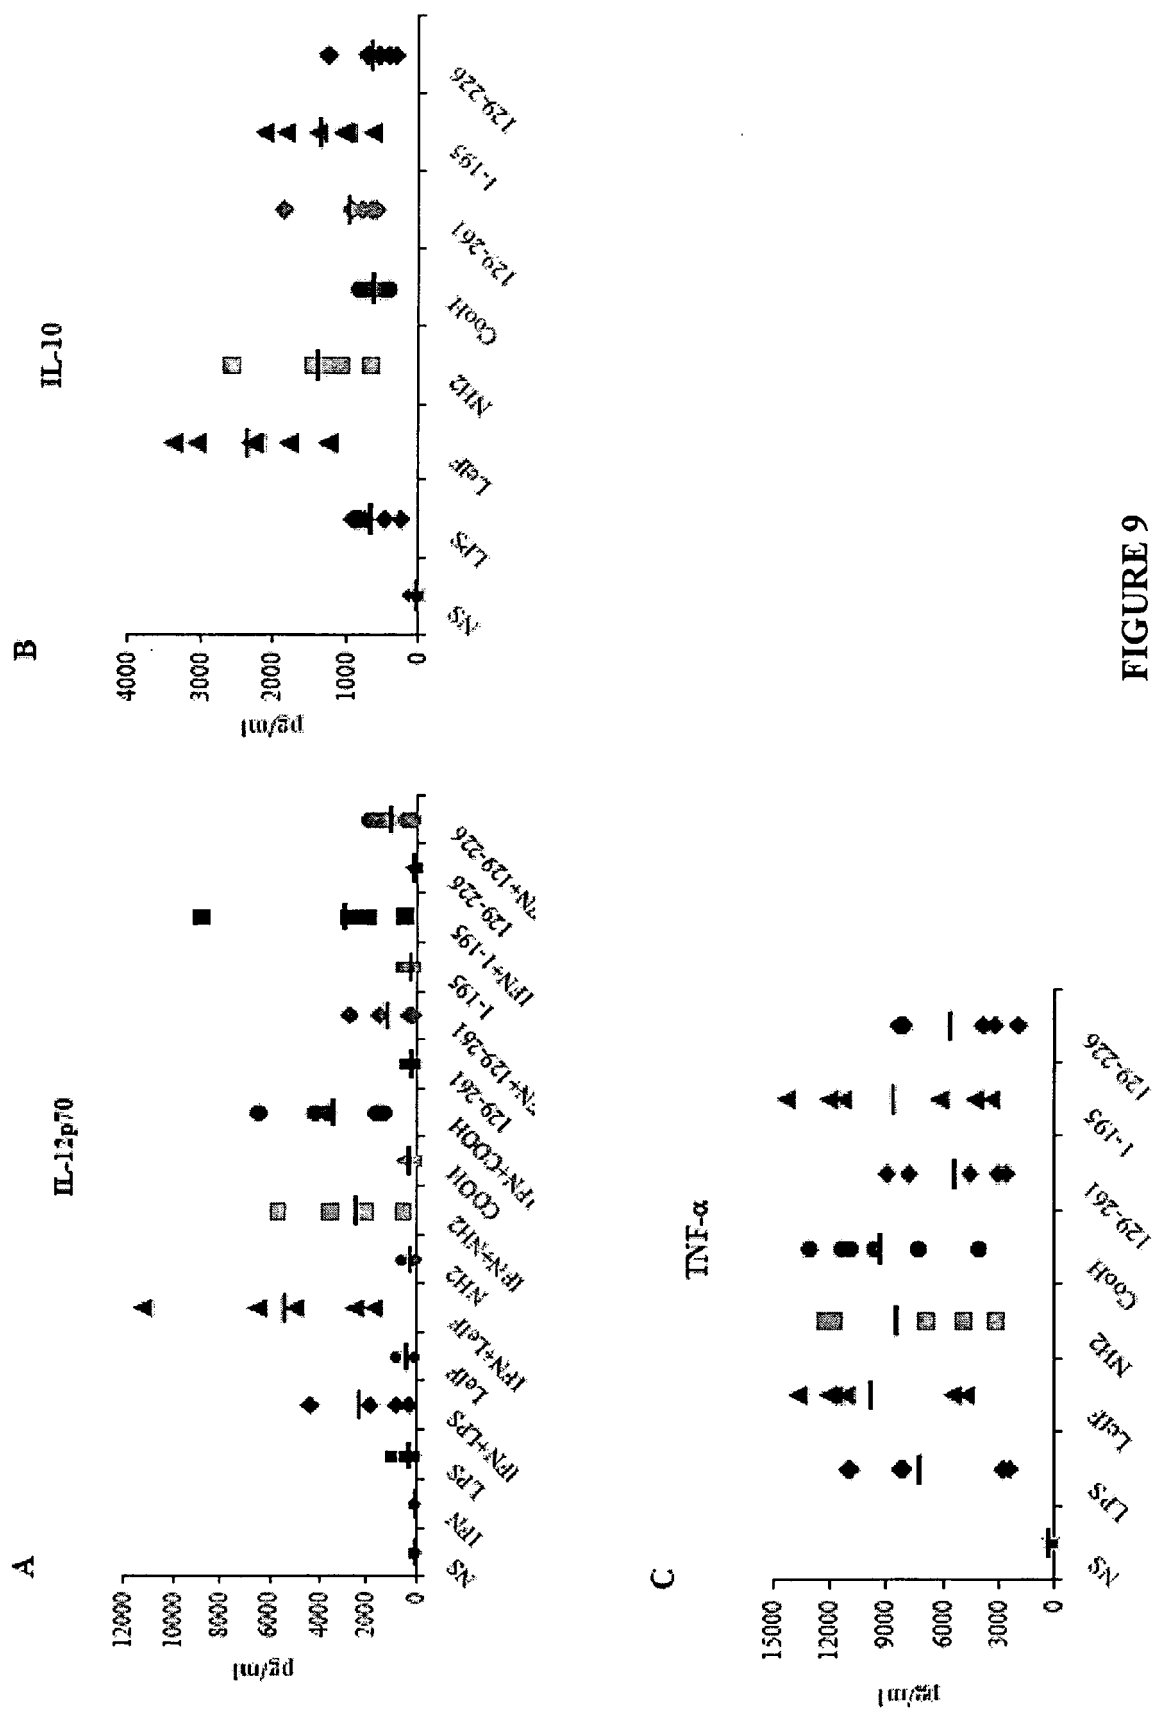 A
IL-12p70
pg/ml
12000
10000
8000
6000
4000
2000
0
NS
IFN
LPS
IFN+LPS
LeIF
IFN+LeIF
NH2
IFN+NH2
COOH
IFN+COOH
129-261
FN+129-261
1-195
IFN+1-195
129-226
FN+129-226
B
IL-10
pg/ml
4000
3000
2000
1000
0
NS
LPS
LeIF
NH2
CooH
129-261
1-195
129-226
C
TNF-α
pg/ml
15000
12000
9000
6000
3000
0
NS
LPS
LeIF
NH2
CooH
129-261
1-195
129-226
FIGURE 9